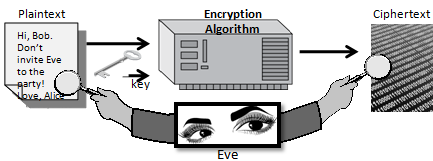 Plaintext
Encryption
Algorithm
Ciphertext
Hi, Bob.
Don't
invite Eve
to the
party!
Love, Alice
key
Eve